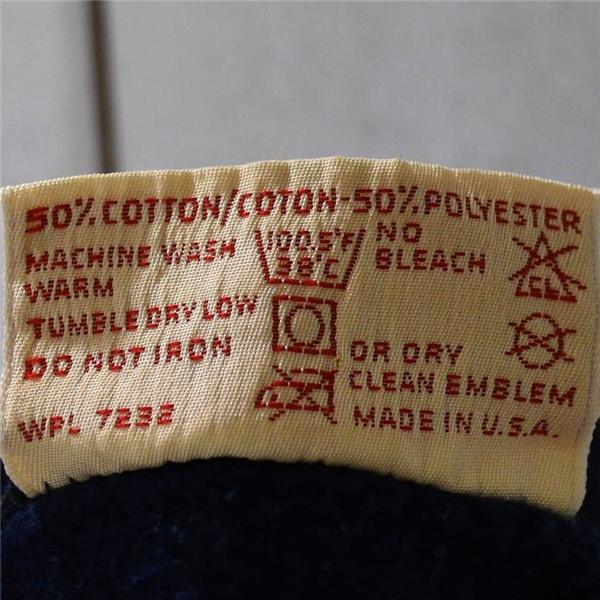 50% COTTON/COTON-50% POLYESTER
MACHINE WASH WARM
100.5°F
38°C
NO BLEACH
CL
TUMBLE DRY LOW
DO NOT IRON
OR DRY CLEAN EMBLEM
WPL 7232
MADE IN U.S.A.